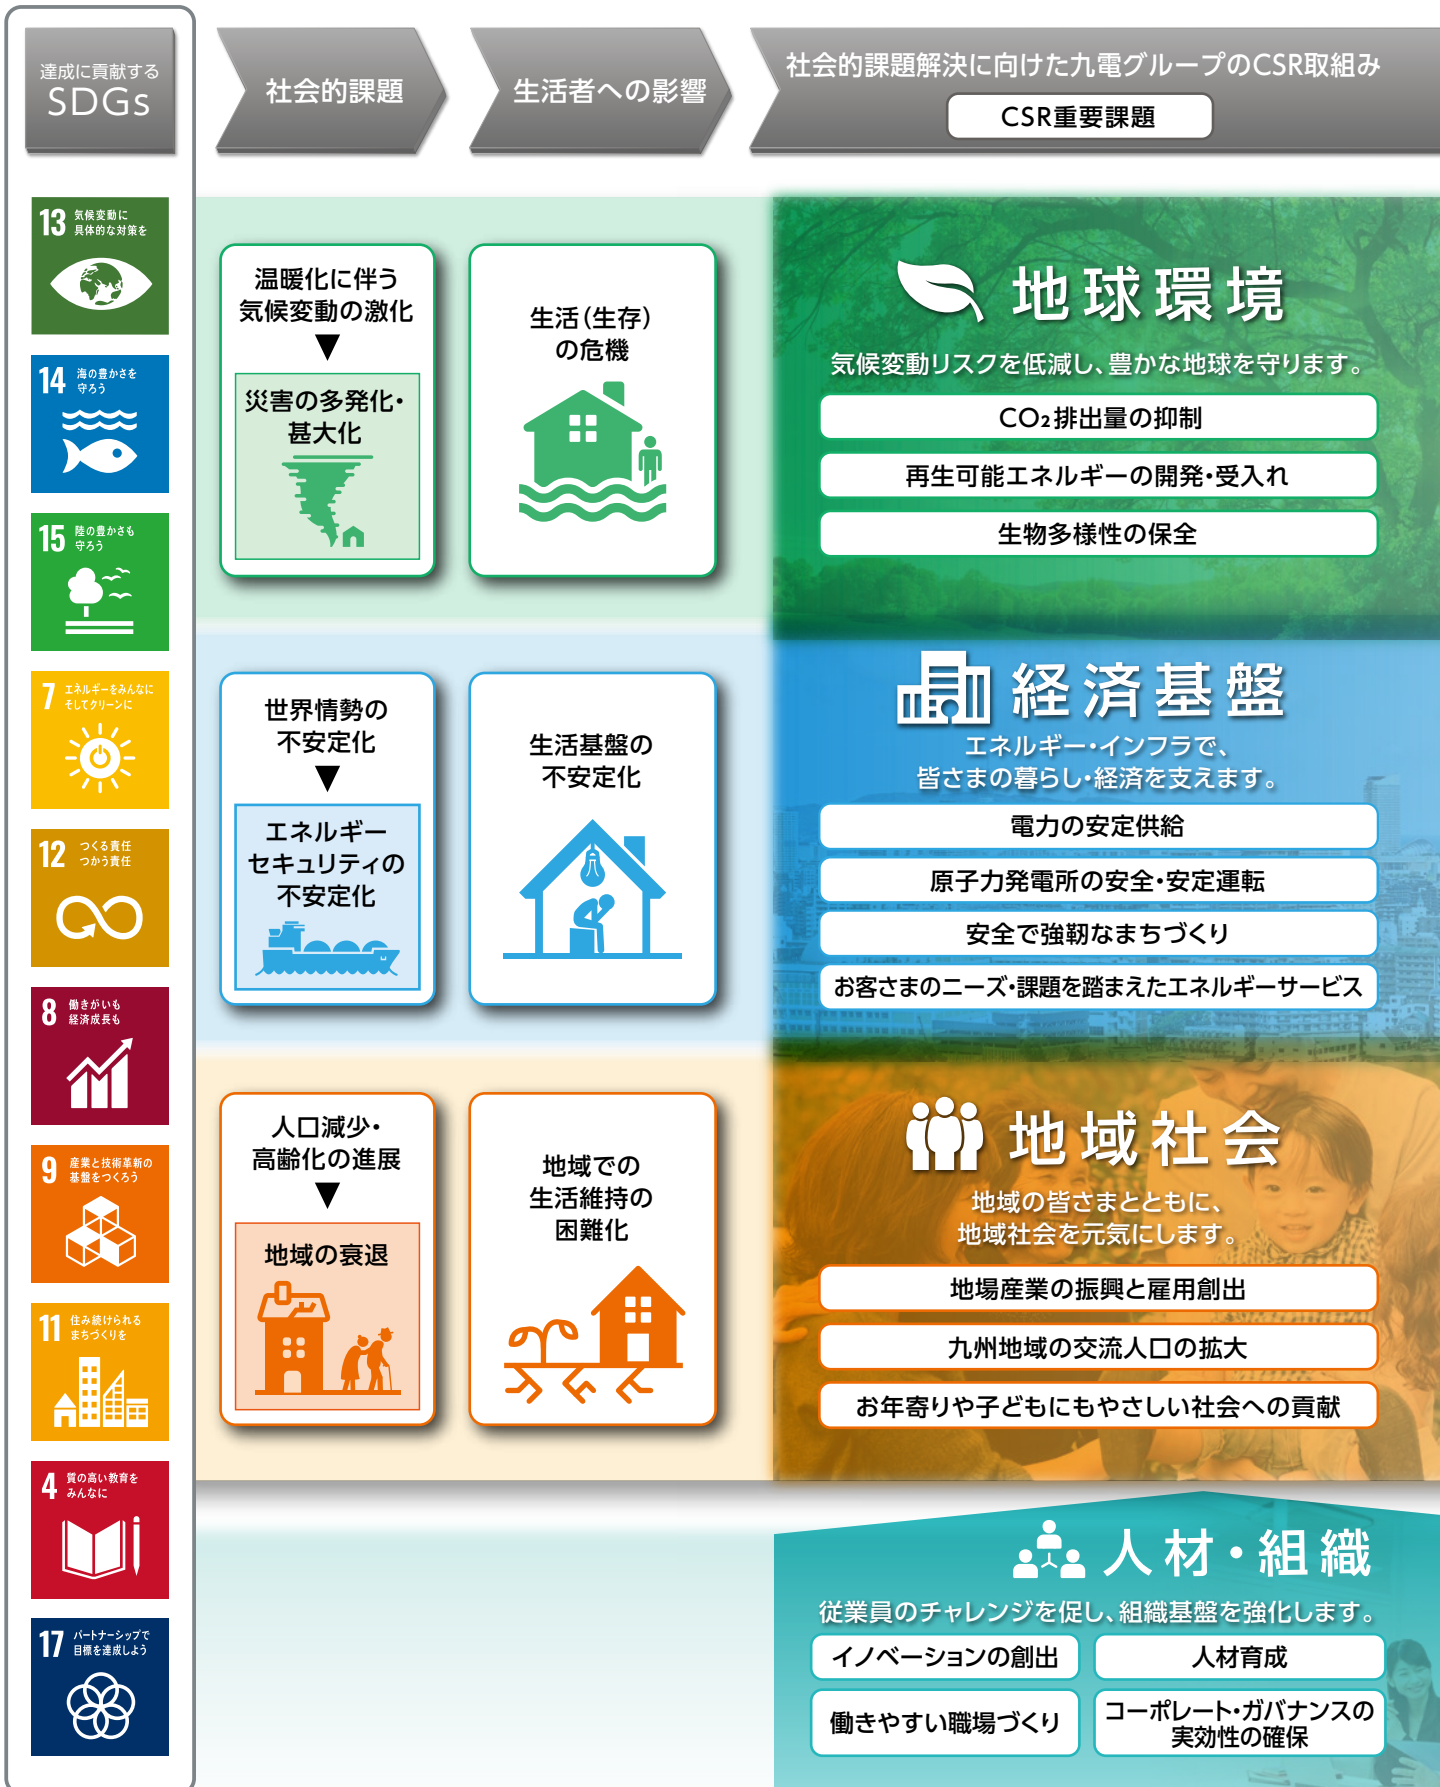 達成に貢献する
SDGs
社会的課題
生活者への影響
社会的課題解決に向けた九電グループのCSR取組み
CSR重要課題
13 気候変動に
具体的な対策を
14 海の豊かさを
守ろう
15 陸の豊かさも
守ろう
7 エネルギーをみんなに
そしてクリーンに
12 つくる責任
つかう責任
8 働きがいも
経済成長も
9 産業と技術革新の
基盤をつくろう
11 住み続けられる
まちづくりを
4 質の高い教育を
みんなに
17 パートナーシップで
目標を達成しよう
温暖化に伴う
気候変動の激化
▼
災害の多発化・
甚大化
生活（生存）
の危機
地球環境
気候変動リスクを低減し、豊かな地球を守ります。
CO₂排出量の抑制
再生可能エネルギーの開発・受入れ
生物多様性の保全
世界情勢の
不安定化
▼
エネルギー
セキュリティの
不安定化
生活基盤の
不安定化
経済基盤
エネルギー・インフラで、
皆さまの暮らし・経済を支えます。
電力の安定供給
原子力発電所の安全・安定運転
安全で強靭なまちづくり
お客さまのニーズ・課題を踏まえたエネルギーサービス
人口減少・
高齢化の進展
▼
地域の衰退
地域での
生活維持の
困難化
地域社会
地域の皆さまとともに、
地域社会を元気にします。
地場産業の振興と雇用創出
九州地域の交流人口の拡大
お年寄りや子どもにもやさしい社会への貢献
人材・組織
従業員のチャレンジを促し、組織基盤を強化します。
イノベーションの創出
人材育成
働きやすい職場づくり
コーポレート・ガバナンスの
実効性の確保